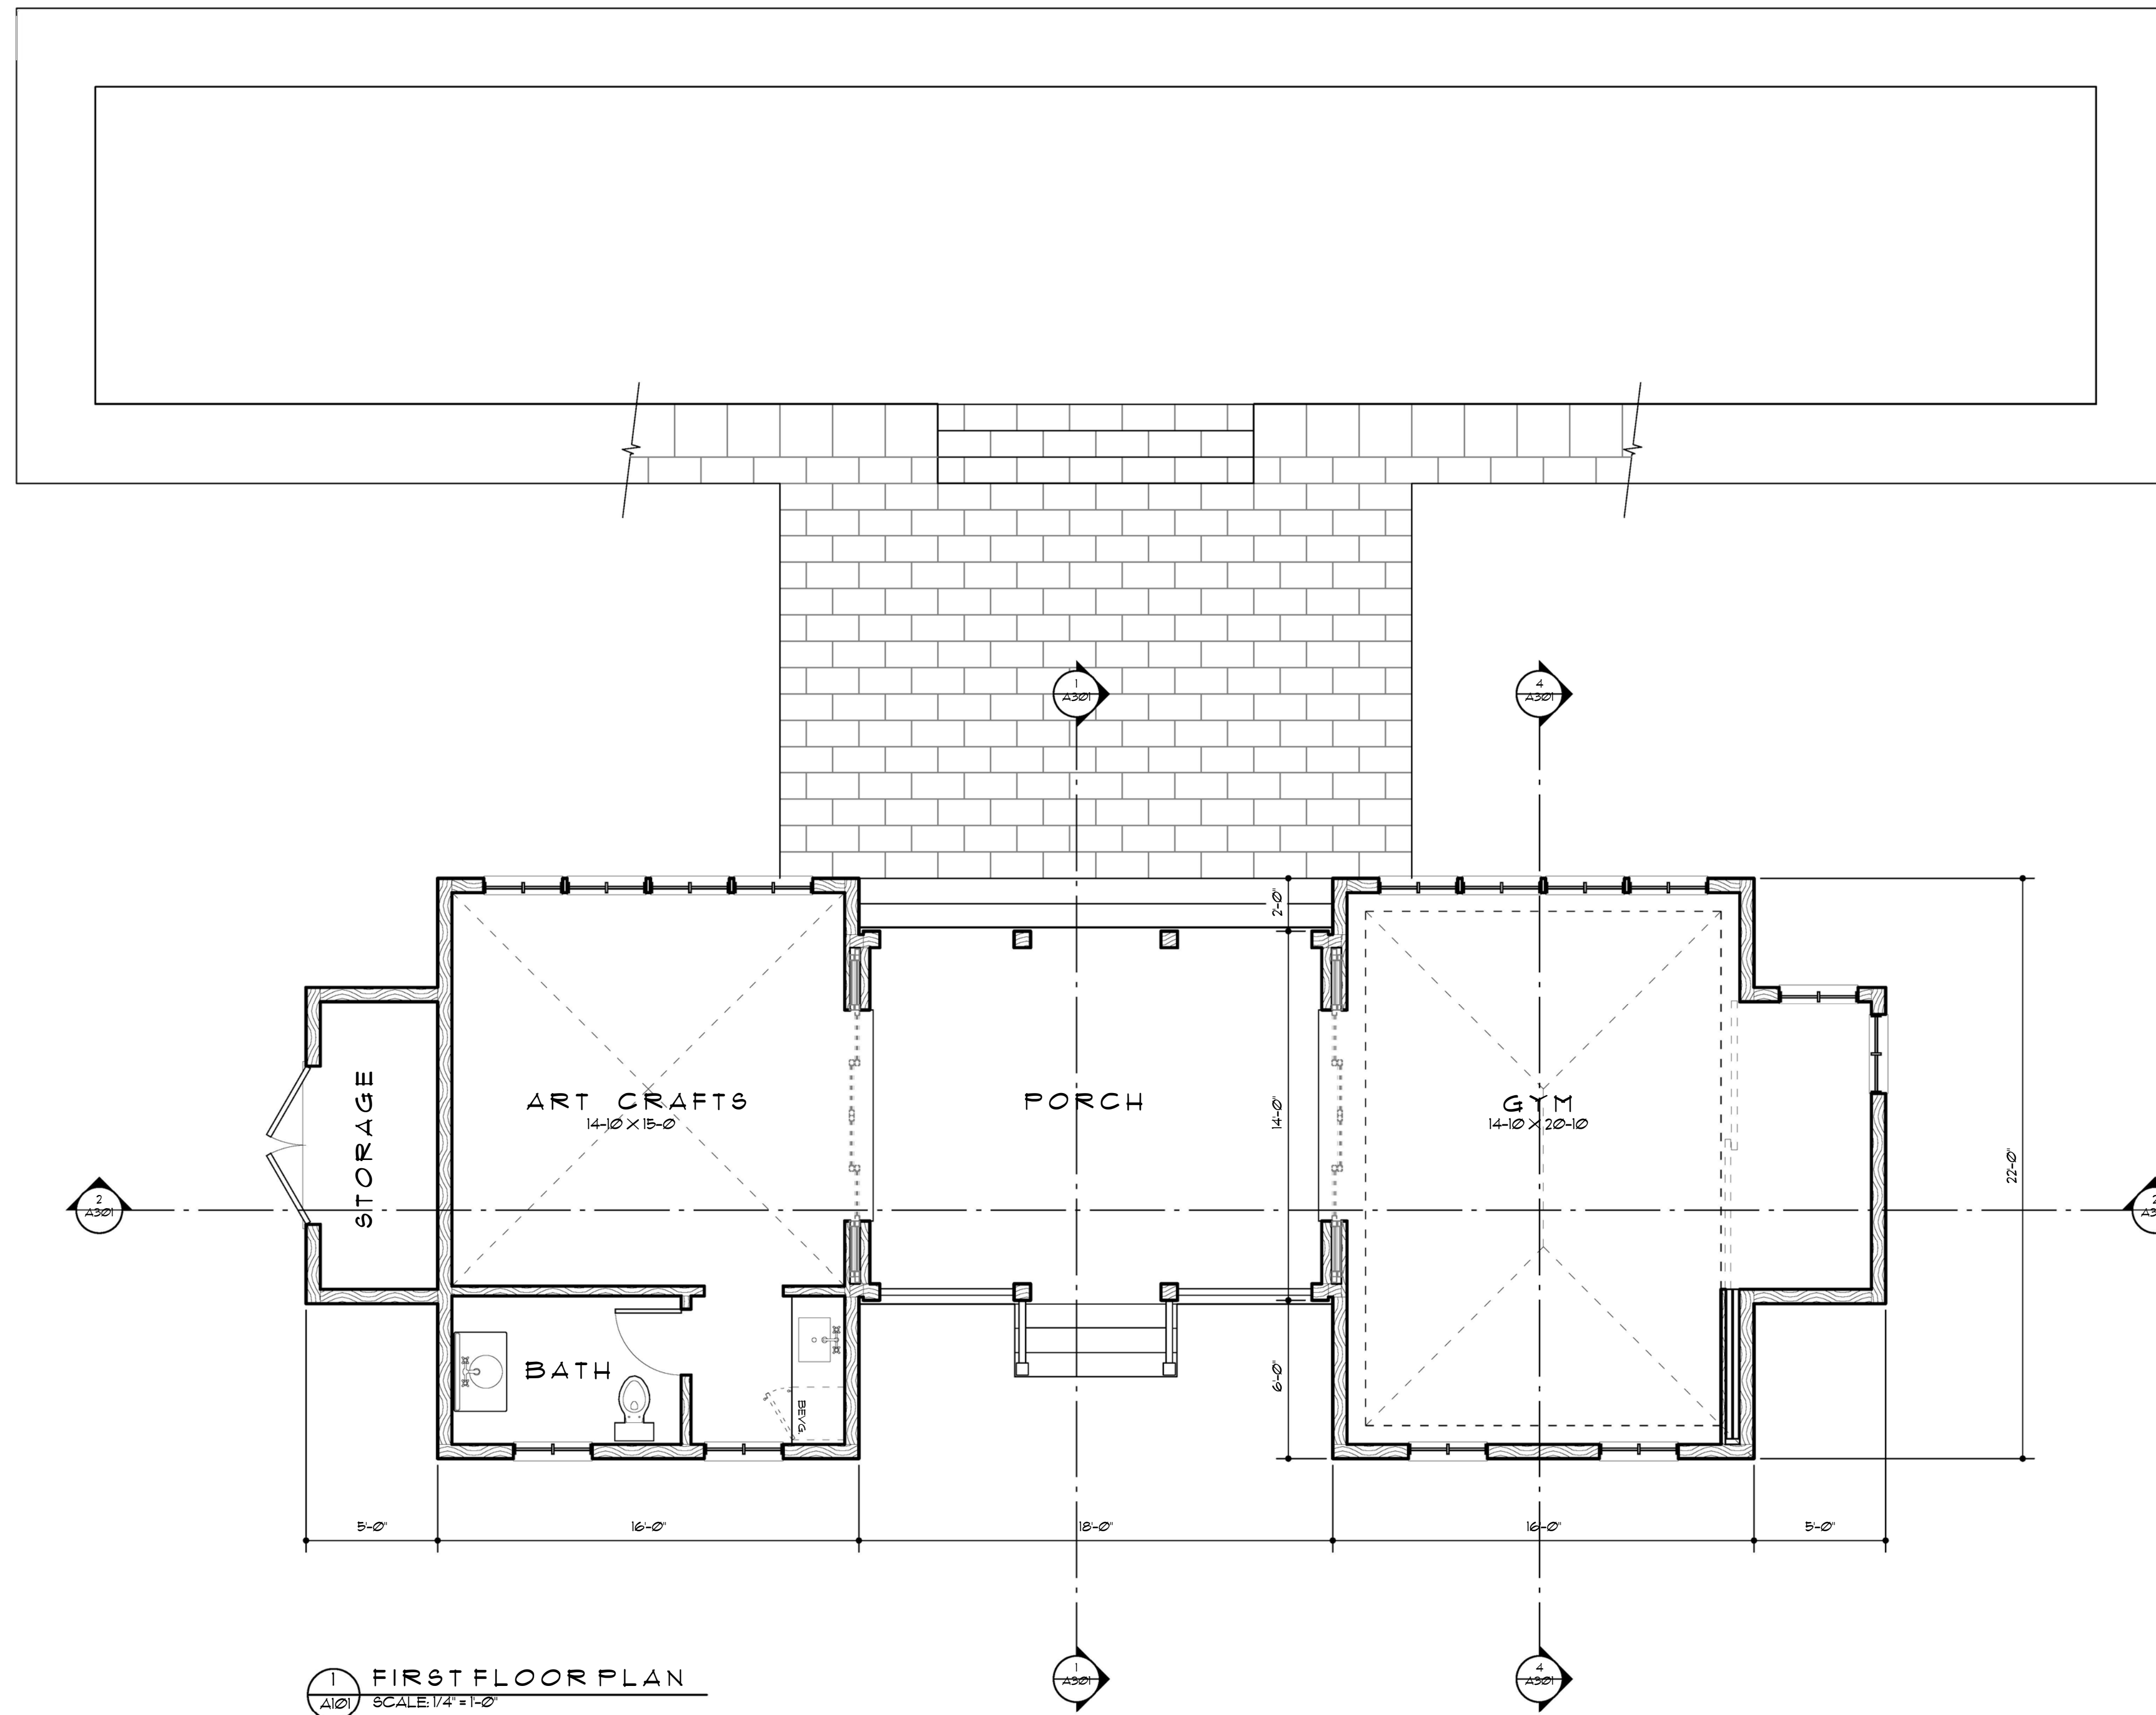 1
A301
4
A301
2'-0"
STORAGE
ART CRAFTS
14-10 X 15-0
PORCH
14'-0"
GYM
14-10 X 20-10
22'-0"
2
A301
2
BATH
BEVG.
6'-0"
5'-0"
16'-0"
18'-0"
16'-0"
5'-0"
1
A101
FIRST FLOOR PLAN
SCALE: 1/4" = 1'-0"
1
A301
4
A301